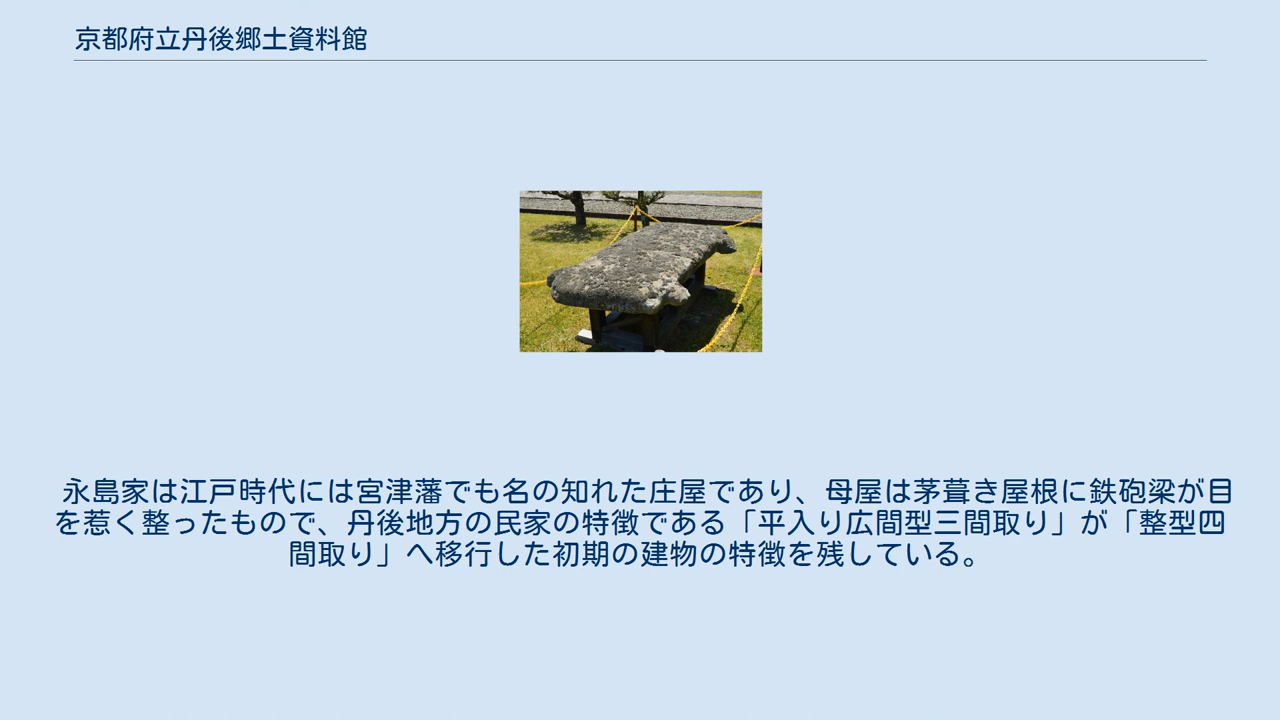 京都府立丹後郷土資料館
永島家は江戸時代には宮津藩でも名の知れた庄屋であり、母屋は茅葺き屋根に鉄砲梁が目
を惹く整ったもので、丹後地方の民家の特徴である「平入り広間型三間取り」が「整型四
間取り」へ移行した初期の建物の特徴を残している。